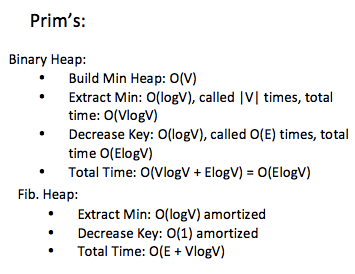 Prim's:
Binary Heap:
• Build Min Heap: O(V)
• Extract Min: O(logV), called |V| times, total
time: O(VlogV)
• Decrease Key: O(logV), called O(E) times, total
time O(ElogV)
• Total Time: O(VlogV + ElogV) = O(ElogV)
Fib. Heap:
• Extract Min: O(logV) amortized
• Decrease Key: O(1) amortized
• Total Time: O(E + VlogV)